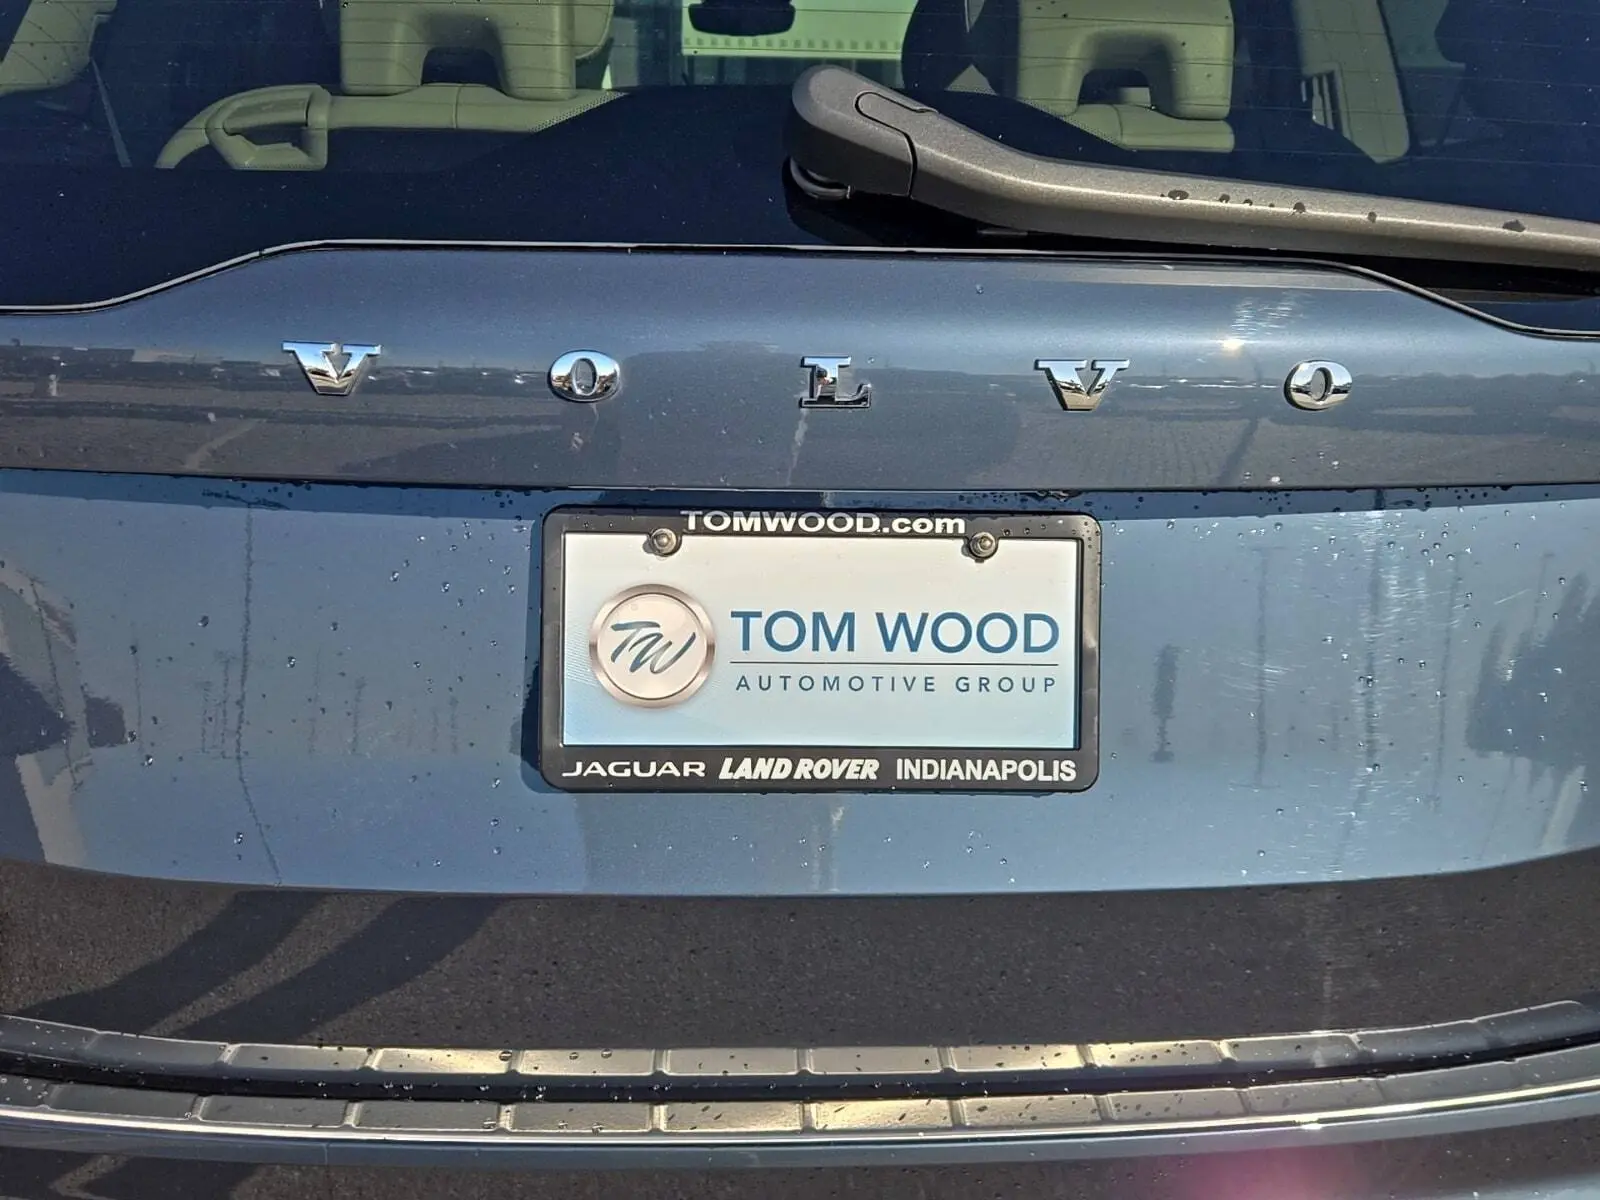 VOLVO
TOMWOOD.com
TW
TOM WOOD
AUTOMOTIVE GROUP
JAGUAR LAND ROVER INDIANAPOLIS